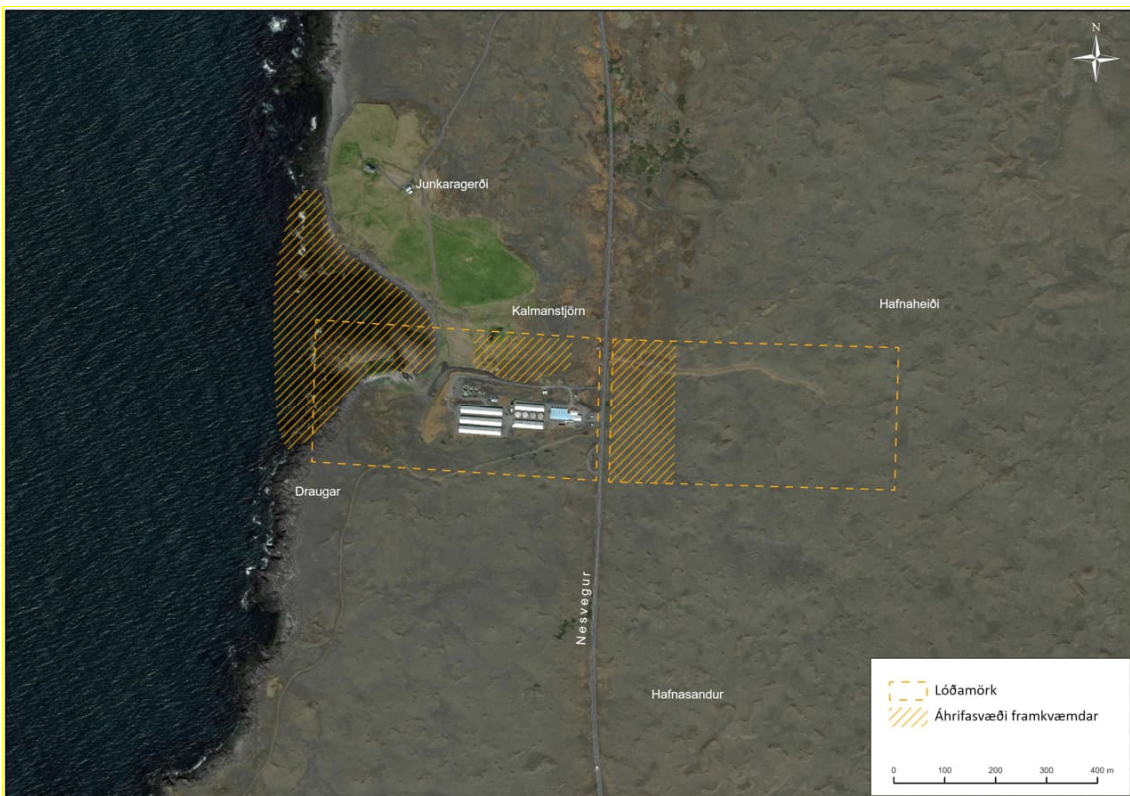 N
Junkaragerði
Hafnaheiði
Kalmanstjörn
Draugar
Nesvegur
Hafnasandur
Lóðamörk
Áhrifasvæði framkvæmdar
0 100 200 300 400 m